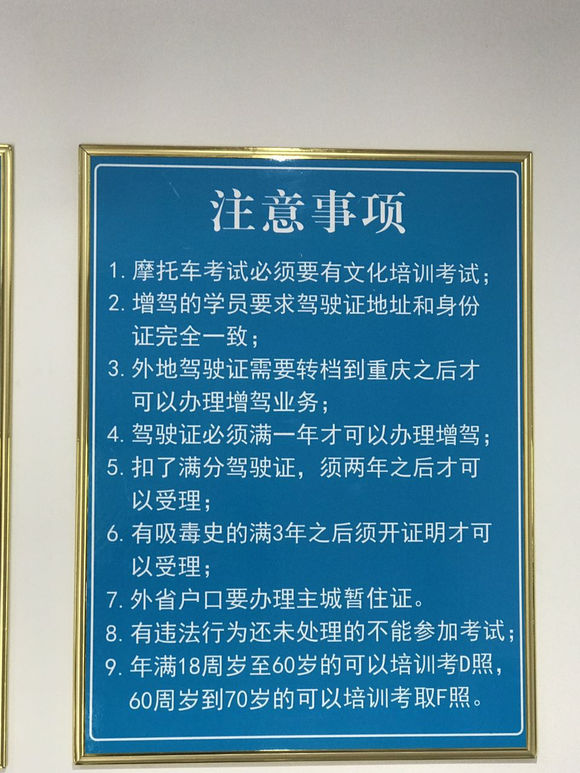 注意事项
1. 摩托车考试必须要有文化培训考试；
2. 增驾的学员要求驾驶证地址和身份
证完全一致；
3. 外地驾驶证需要转档到重庆之后才
可以办理增驾业务；
4. 驾驶证必须满一年才可以办理增驾；
5. 扣了满分驾驶证，须两年之后才可
以受理；
6. 有吸毒史的满3年之后须开证明才可
以受理；
7. 外省户口要办理主城暂住证。
8. 有违法行为还未处理的不能参加考试；
9. 年满18周岁至60岁的可以培训考D照，
60周岁到70岁的可以培训考取F照。